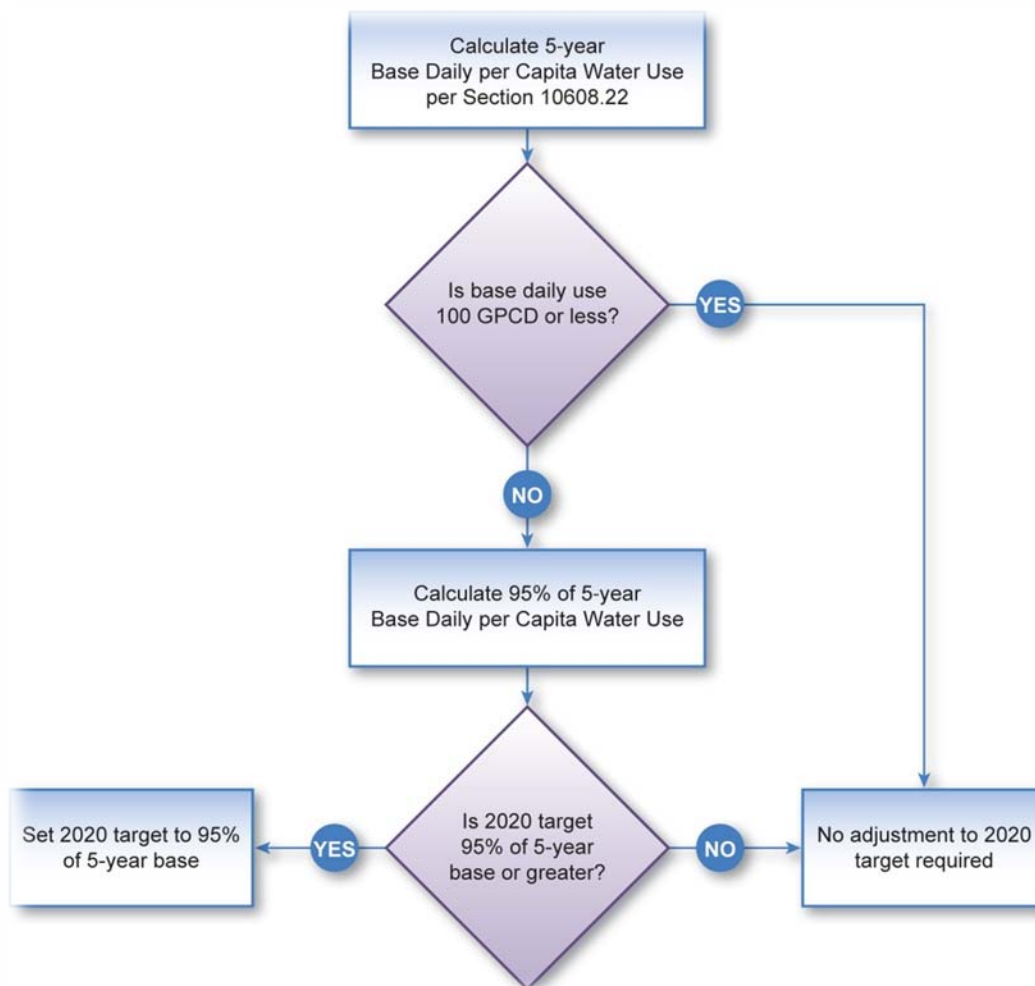 Calculate 5-year
Base Daily per Capita Water Use
per Section 10608.22
Is base daily use
100 GPCD or less?
YES
NO
Calculate 95% of 5-year
Base Daily per Capita Water Use
Set 2020 target to 95%
of 5-year base
YES
Is 2020 target
95% of 5-year
base or greater?
NO
No adjustment to 2020
target required